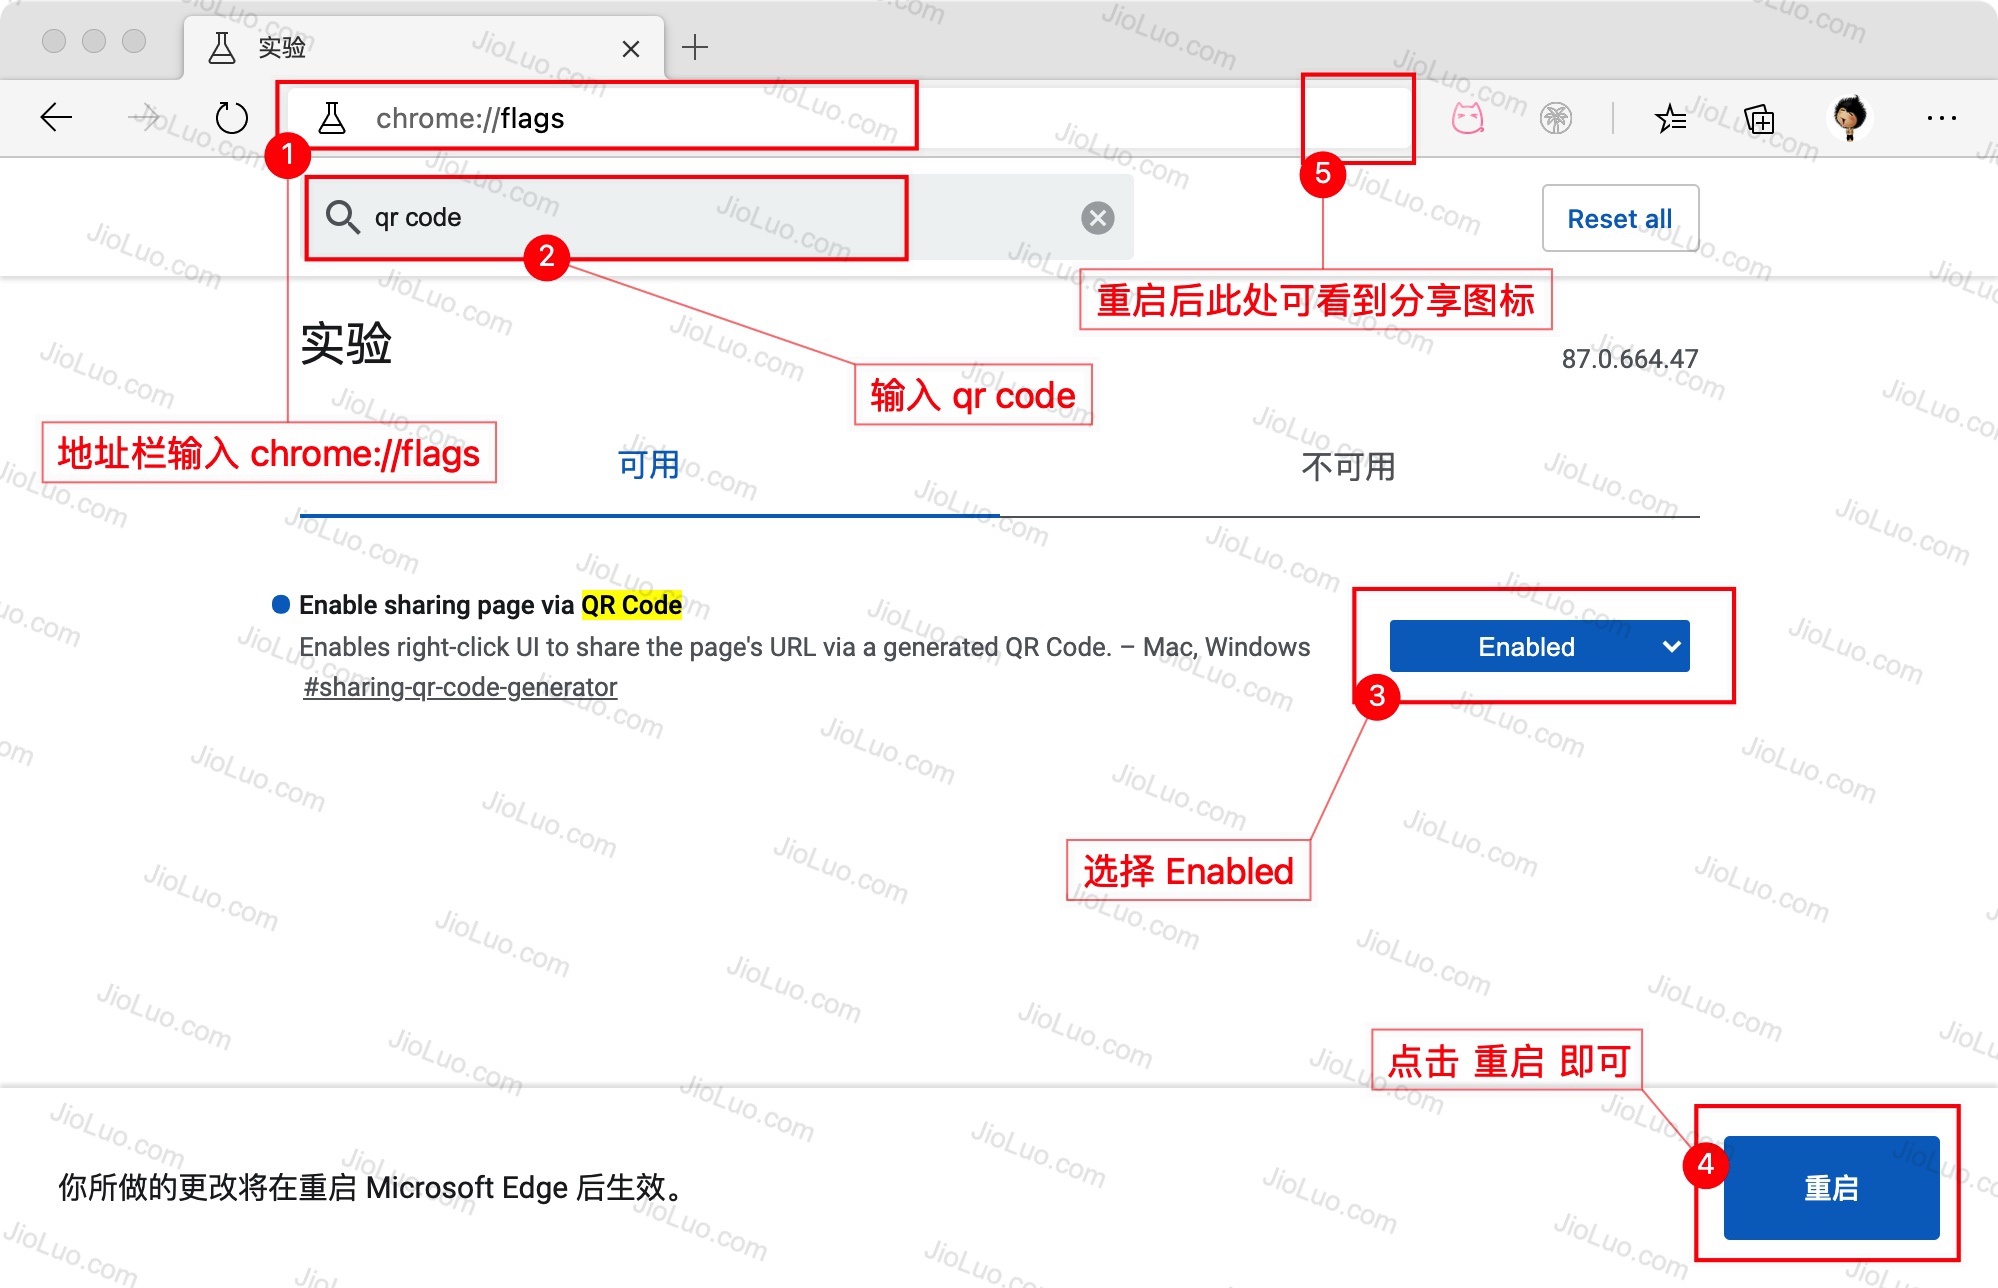 实验
chrome://flags
1
5
qr code
2
Reset all
重启后此处可看到分享图标
实验
87.0.664.47
输入 qr code
地址栏输入 chrome://flags
可用
不可用
Enable sharing page via QR Code
Enables right-click UI to share the page's URL via a generated QR Code. – Mac, Windows
#sharing-qr-code-generator
Enabled
3
选择 Enabled
点击 重启 即可
4
你所做的更改将在重启 Microsoft Edge 后生效。
重启
JioLuo.com